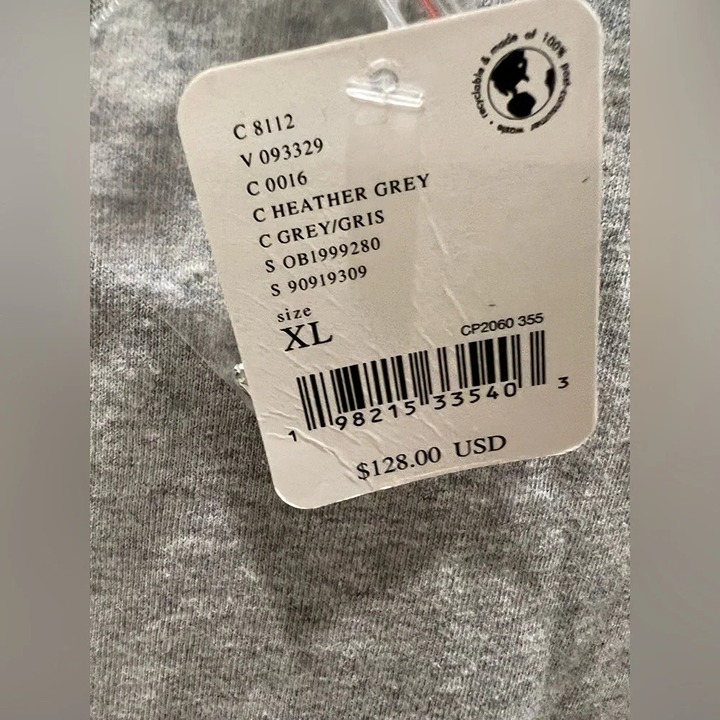 recyclable & made of 100% post-consumer waste •
C 8112
V 093329
C 0016
C HEATHER GREY
C GREY/GRIS
S OB1999280
S 90919309
size
XL
CP2060 355
1 98215 33540 3
$128.00 USD